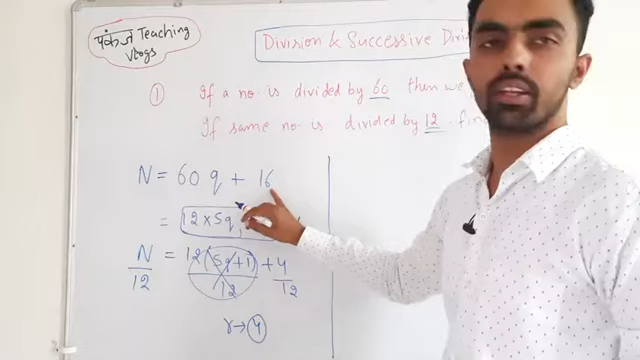 पंकज Teaching
Vlogs
Division & Successive Divi
① If a no. is divided by 60 then we
If same no. is divided by 12. fin
N = 60q + 16
= 12×5q
N/12 = 12(5q+1)/12 + 4/12
r→4